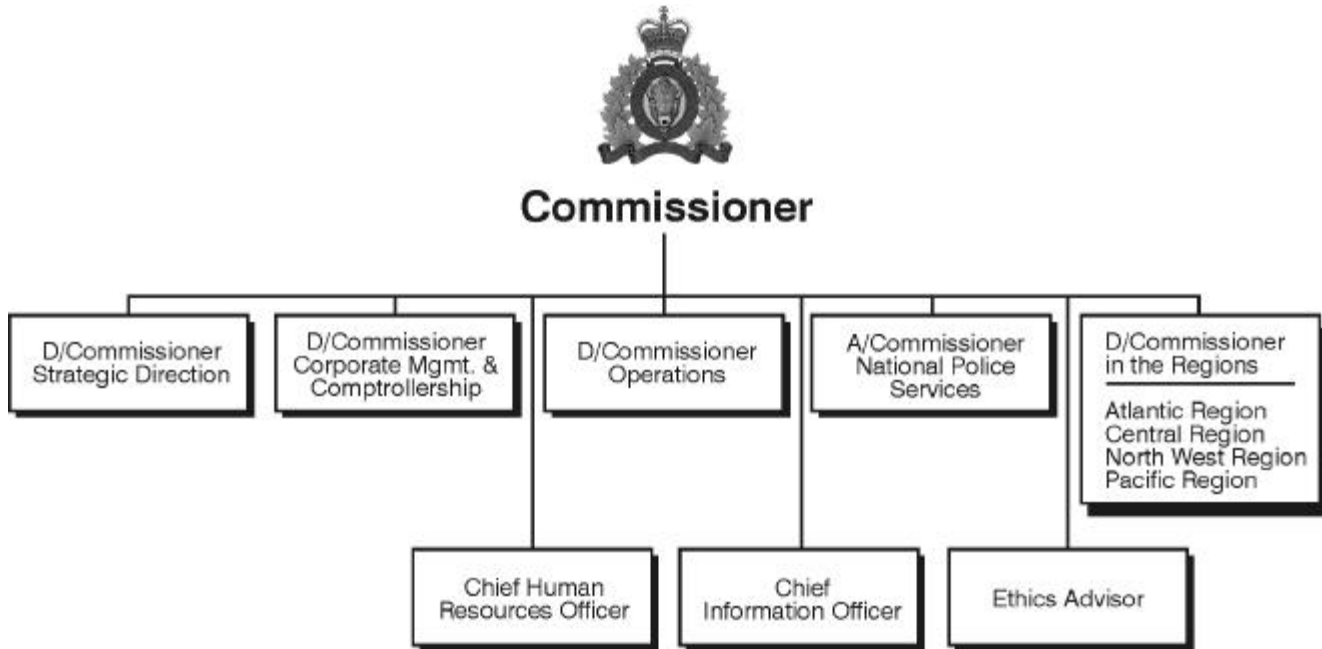 Commissioner
D/Commissioner
Strategic Direction
D/Commissioner
Corporate Mgmt. &
Comptrollership
D/Commissioner
Operations
A/Commissioner
National Police
Services
D/Commissioner
in the Regions
Atlantic Region
Central Region
North West Region
Pacific Region
Chief Human
Resources Officer
Chief
Information Officer
Ethics Advisor